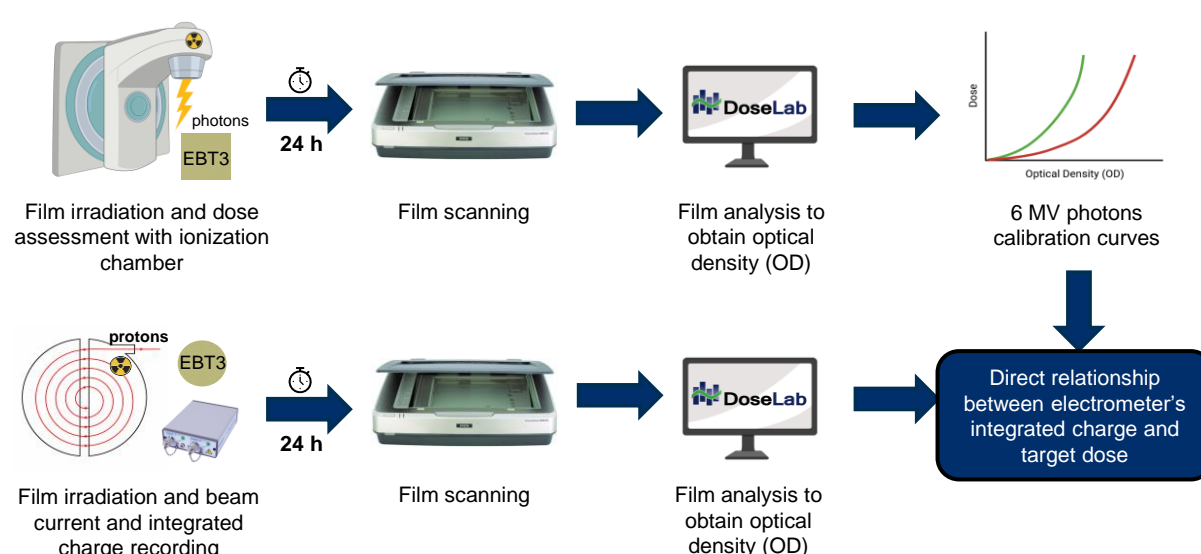 photons
EBT3
24 h
DoseLab
Dose
Optical Density (OD)
Film irradiation and dose
assessment with ionization
chamber
Film scanning
Film analysis to
obtain optical
density (OD)
6 MV photons
calibration curves
protons
EBT3
24 h
DoseLab
Direct relationship
between electrometer's
integrated charge and
target dose
Film irradiation and beam
current and integrated
charge recording
Film scanning
Film analysis to
obtain optical
density (OD)